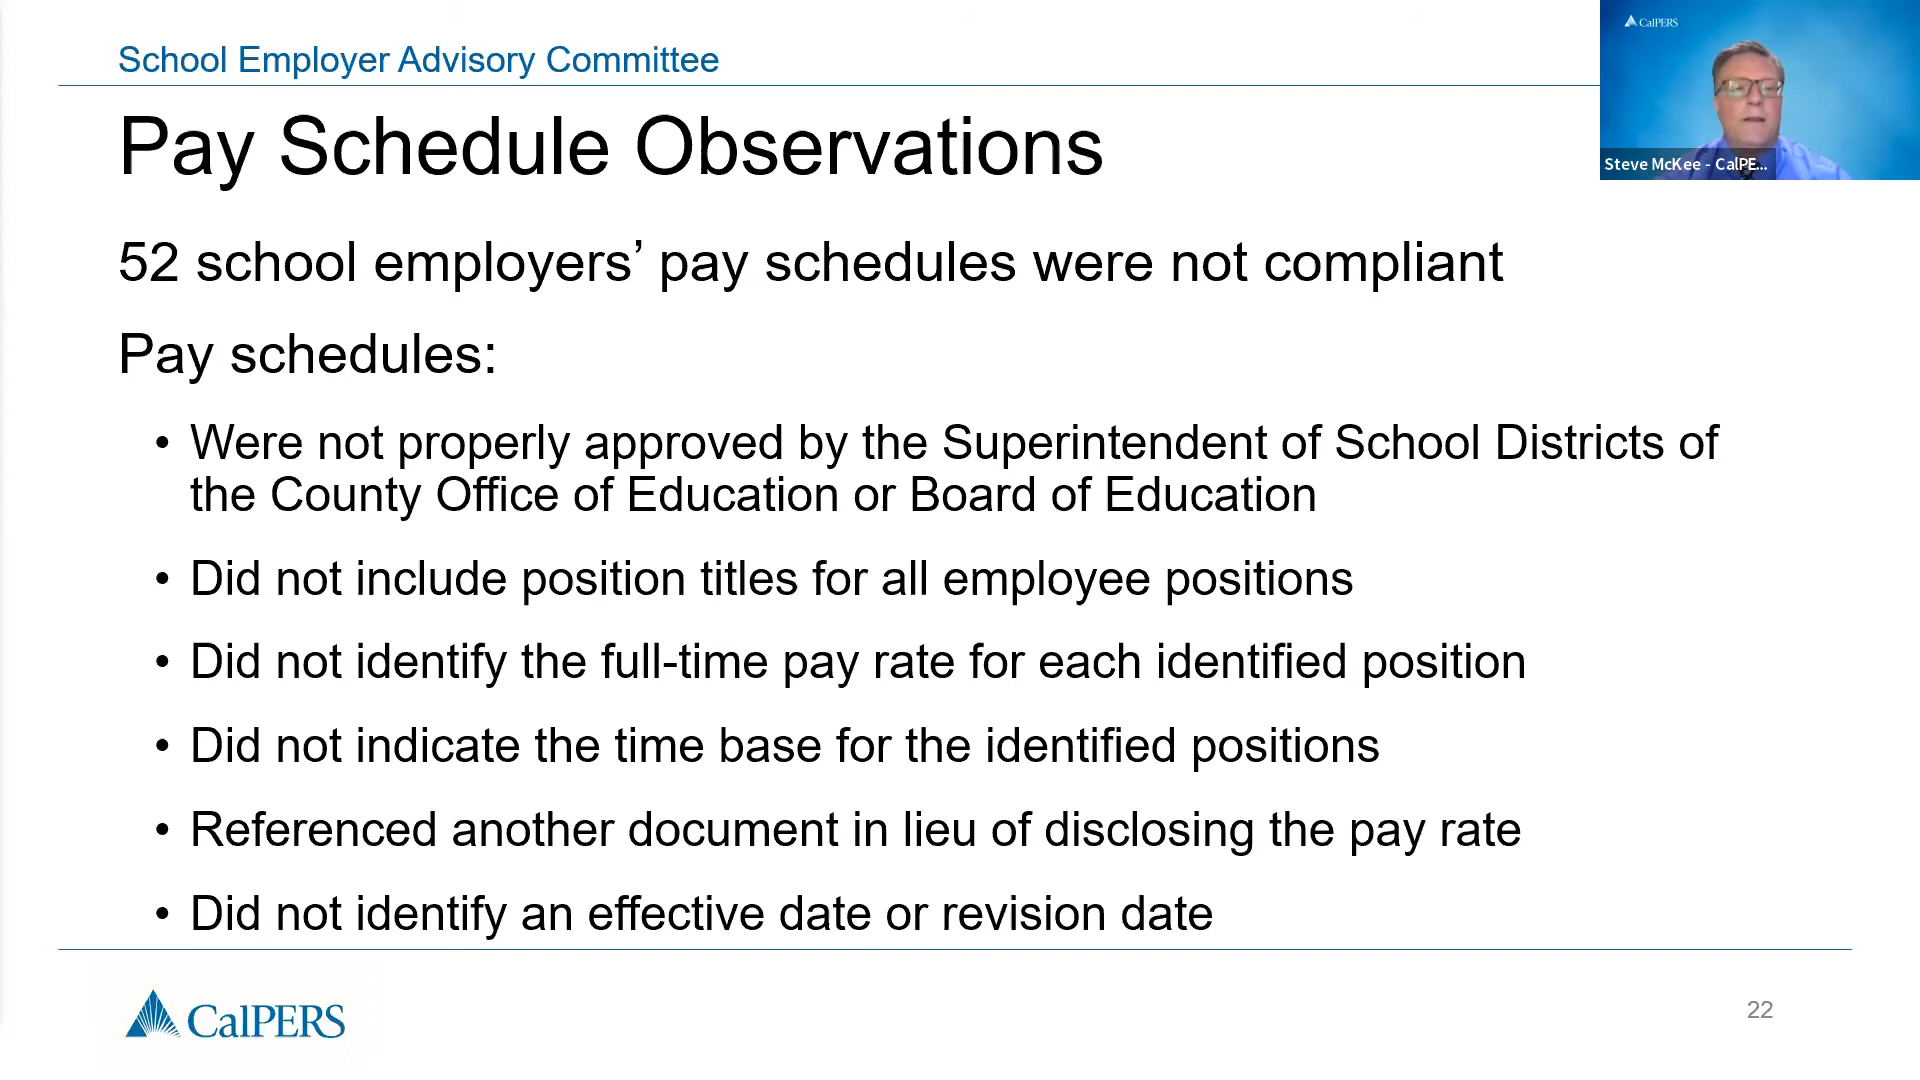 School Employer Advisory Committee
CalPERS
Steve McKee - CalPE...
Pay Schedule Observations
52 school employers’ pay schedules were not compliant
Pay schedules:
• Were not properly approved by the Superintendent of School Districts of
the County Office of Education or Board of Education
• Did not include position titles for all employee positions
• Did not identify the full-time pay rate for each identified position
• Did not indicate the time base for the identified positions
• Referenced another document in lieu of disclosing the pay rate
• Did not identify an effective date or revision date
CalPERS
22